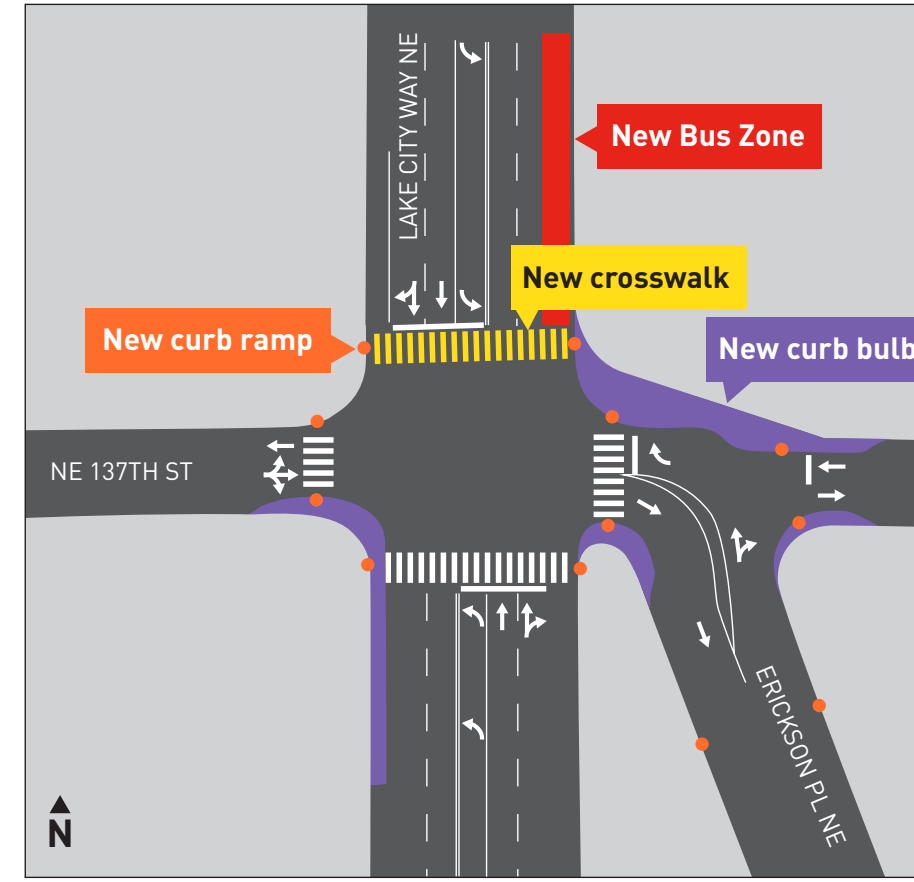 LAKE CITY WAY NE
New Bus Zone
New crosswalk
New curb ramp
New curb bulb
NE 137TH ST
ERICKSON PL NE
N